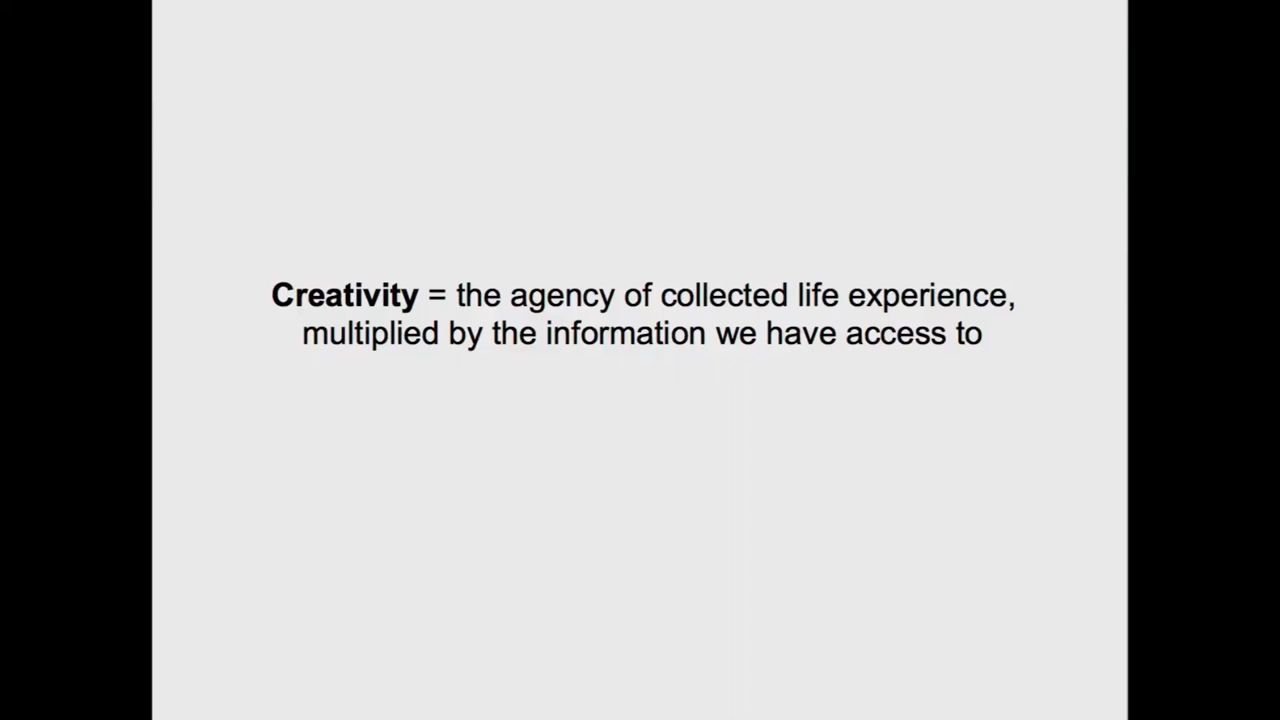 Creativity = the agency of collected life experience,
multiplied by the information we have access to